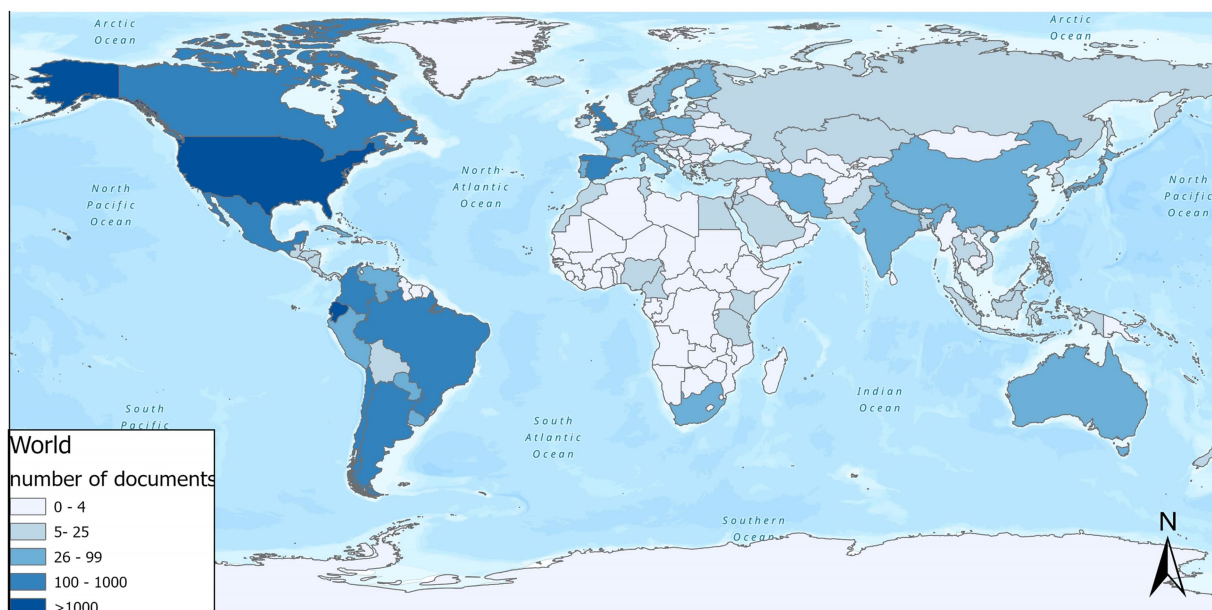 Arctic
Ocean
Arctic
Ocean
North
Pacific
Ocean
North
Atlantic
Ocean
North
Pacific
Ocean
Indian
Ocean
South
Pacific
South
Atlantic
Ocean
Southern
Ocean
World
number of documents
0 - 4
5- 25
26 - 99
100 - 1000
>1000
N